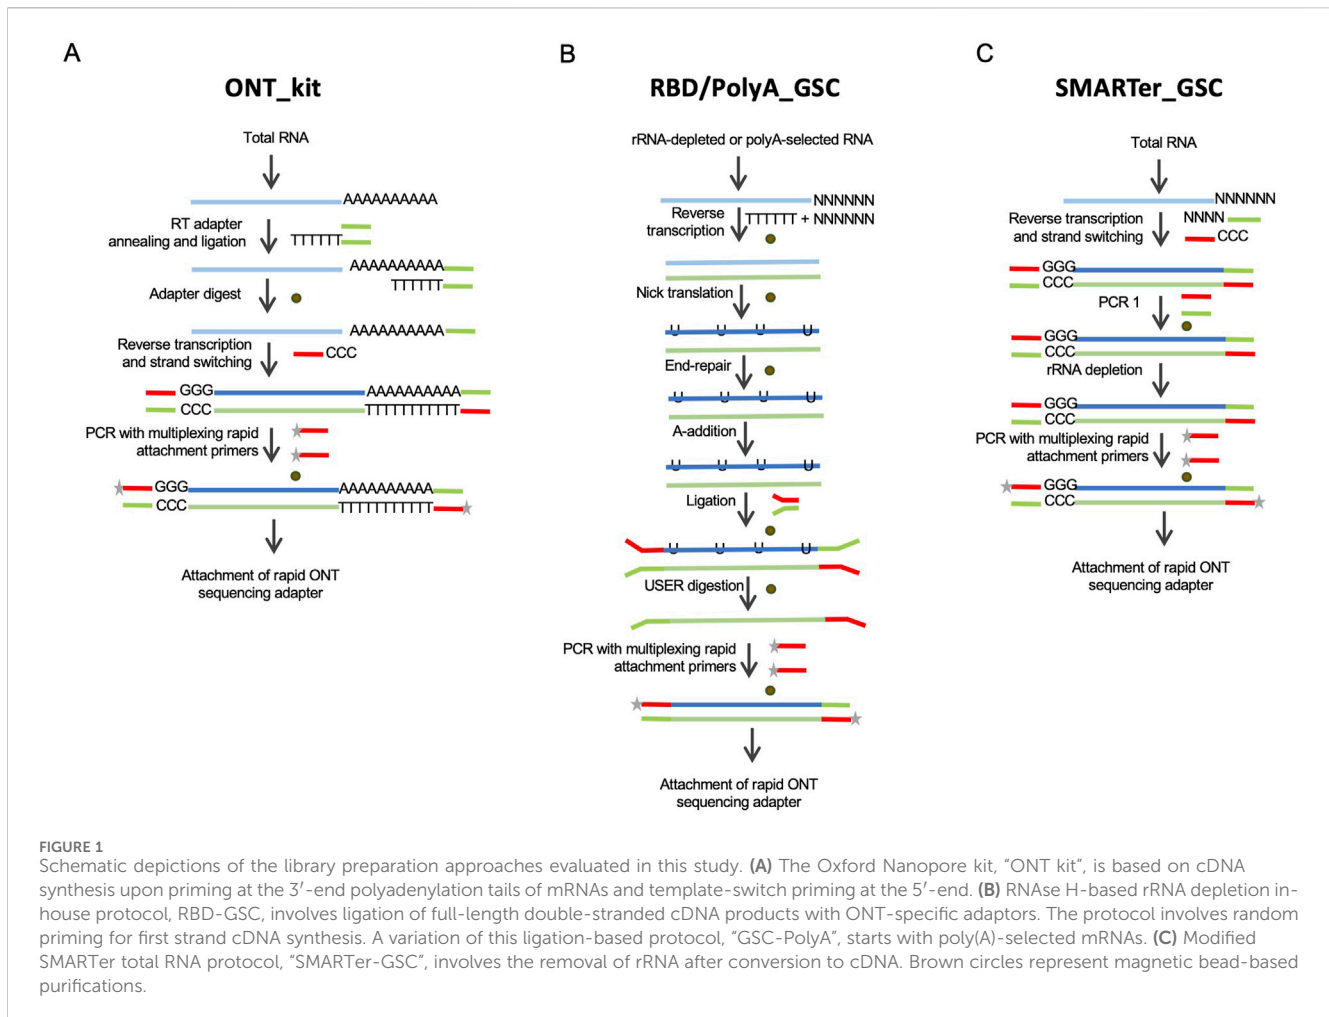 A
ONT_kit
Total RNA
AAAAAAAAAA
RT adapter
annealing and ligation
TTTTTT
AAAAAAAAAA
TTTTTT
Adapter digest
AAAAAAAAAA
Reverse transcription
and strand switching
CCC
GGG
AAAAAAAAAA
CCC
TTTTTTTTTTT
PCR with multiplexing rapid
attachment primers
GGG
AAAAAAAAAA
CCC
TTTTTTTTTTT
Attachment of rapid ONT
sequencing adapter
B
RBD/PolyA_GSC
rRNA-depleted or polyA-selected RNA
NNNNNN
Reverse
transcription
TTTTTT + NNNNNN
Nick translation
U U U U
End-repair
U U U U
A-addition
U U U U
Ligation
U U U U
USER digestion
PCR with multiplexing rapid
attachment primers
Attachment of rapid ONT
sequencing adapter
C
SMARTer_GSC
Total RNA
NNNNNN
Reverse transcription
and strand switching
NNNN
CCC
GGG
CCC
PCR 1
GGG
CCC
rRNA depletion
GGG
CCC
PCR with multiplexing rapid
attachment primers
GGG
CCC
Attachment of rapid ONT
sequencing adapter
FIGURE 1
Schematic depictions of the library preparation approaches evaluated in this study. (A) The Oxford Nanopore kit, “ONT kit”, is based on cDNA
synthesis upon priming at the 3′-end polyadenylation tails of mRNAs and template-switch priming at the 5′-end. (B) RNAse H-based rRNA depletion in-
house protocol, RBD-GSC, involves ligation of full-length double-stranded cDNA products with ONT-specific adaptors. The protocol involves random
priming for first strand cDNA synthesis. A variation of this ligation-based protocol, “GSC-PolyA”, starts with poly(A)-selected mRNAs. (C) Modified
SMARTer total RNA protocol, “SMARTer-GSC”, involves the removal of rRNA after conversion to cDNA. Brown circles represent magnetic bead-based
purifications.